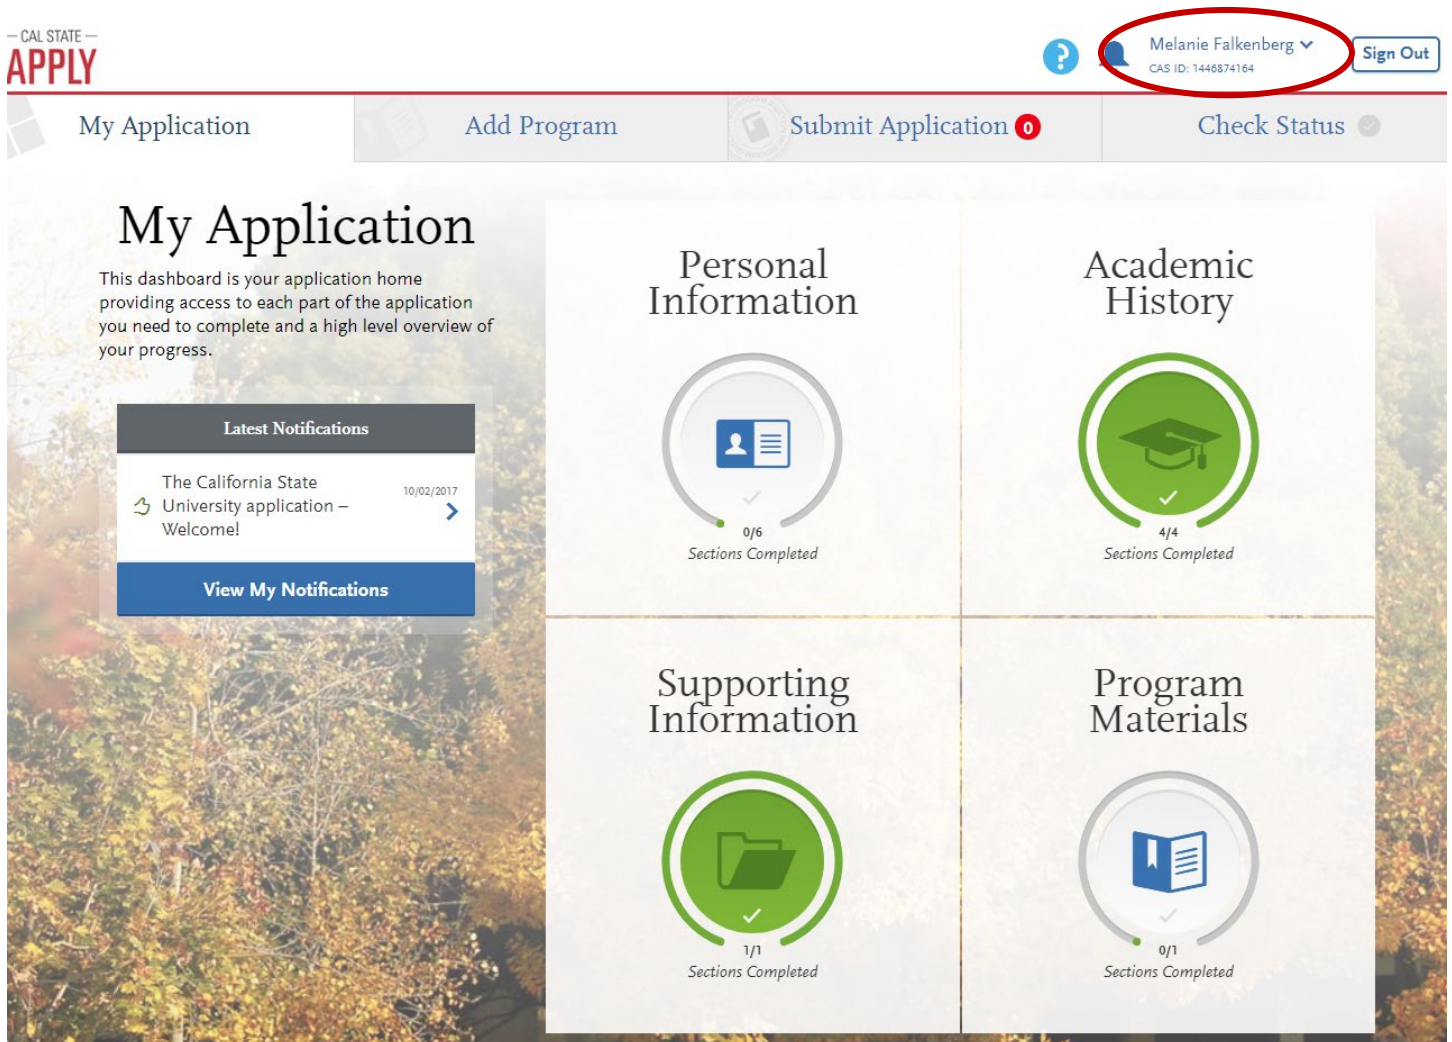 CAL STATE
APPLY
Melanie Falkenberg
CAS ID: 1446874164
Sign Out
My Application
Add Program
Submit Application 0
Check Status
My Application
This dashboard is your application home
providing access to each part of the application
you need to complete and a high level overview of
your progress.
Latest Notifications
The California State
University application –
Welcome!
10/02/2017
View My Notifications
Personal
Information
0/6
Sections Completed
Academic
History
4/4
Sections Completed
Supporting
Information
1/1
Sections Completed
Program
Materials
0/1
Sections Completed